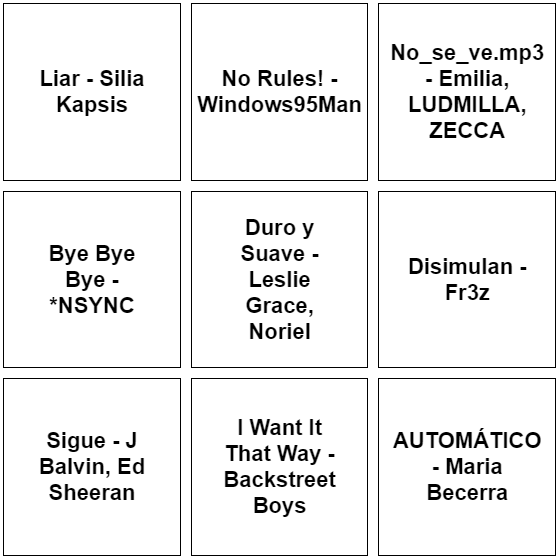 Liar - Silia
Kapsis
No Rules! -
Windows95Man
No_se_ve.mp3
- Emilia,
LUDMILLA,
ZECCA
Bye Bye
Bye -
*NSYNC
Duro y
Suave -
Leslie
Grace,
Noriel
Disimulan -
Fr3z
Sigue - J
Balvin, Ed
Sheeran
I Want It
That Way -
Backstreet
Boys
AUTOMÁTICO
- Maria
Becerra